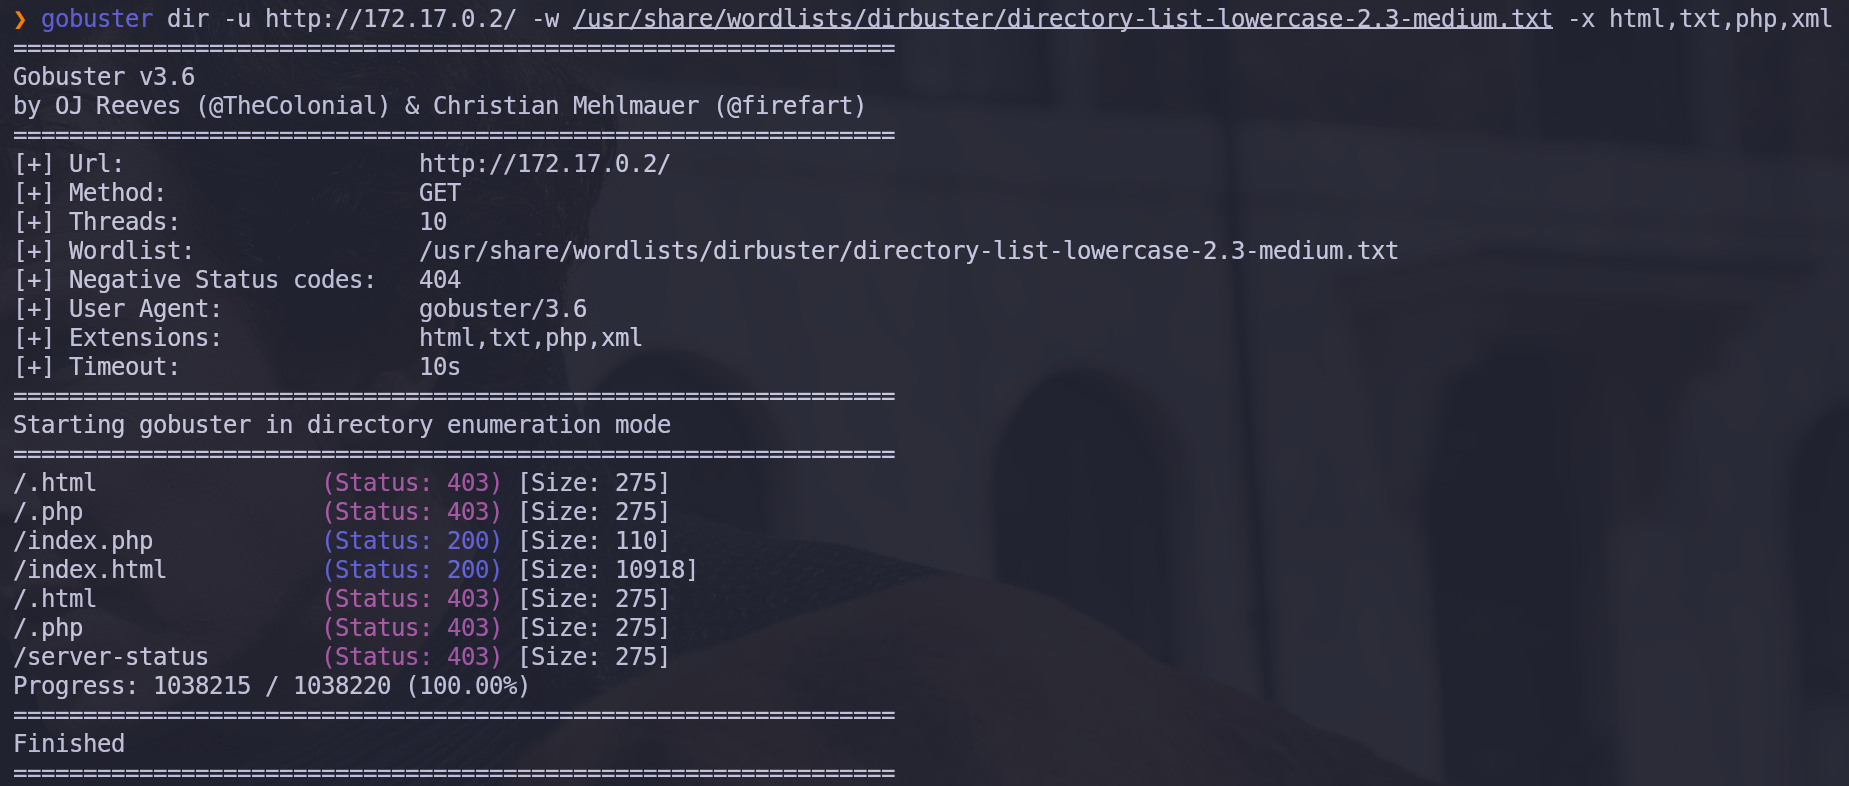 ❯ gobuster dir -u http://172.17.0.2/ -w /usr/share/wordlists/dirbuster/directory-list-lowercase-2.3-medium.txt -x html,txt,php,xml
===============================================================
Gobuster v3.6
by OJ Reeves (@TheColonial) & Christian Mehlmauer (@firefart)
===============================================================
[+] Url:                     http://172.17.0.2/
[+] Method:                  GET
[+] Threads:                 10
[+] Wordlist:                /usr/share/wordlists/dirbuster/directory-list-lowercase-2.3-medium.txt
[+] Negative Status codes:   404
[+] User Agent:              gobuster/3.6
[+] Extensions:              html,txt,php,xml
[+] Timeout:                 10s
===============================================================
Starting gobuster in directory enumeration mode
===============================================================
/.html                (Status: 403) [Size: 275]
/.php                 (Status: 403) [Size: 275]
/index.php            (Status: 200) [Size: 110]
/index.html           (Status: 200) [Size: 10918]
/.html                (Status: 403) [Size: 275]
/.php                 (Status: 403) [Size: 275]
/server-status        (Status: 403) [Size: 275]
Progress: 1038215 / 1038220 (100.00%)
===============================================================
Finished
===============================================================